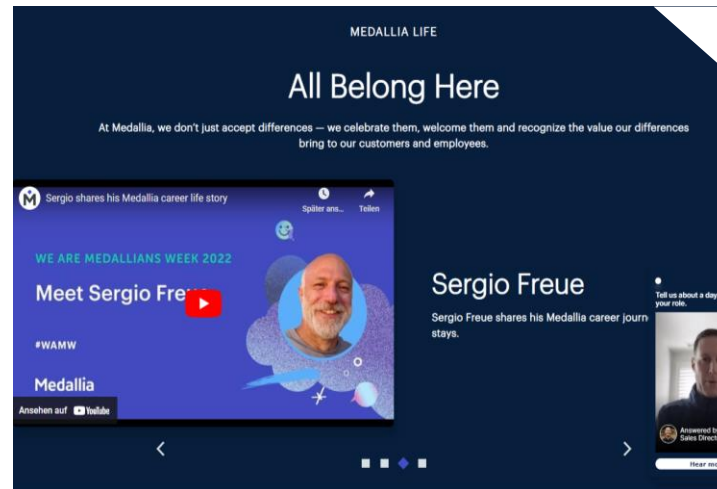 MEDALLIA LIFE
All Belong Here
At Medallia, we don't just accept differences — we celebrate them, welcome them and recognize the value our differences
bring to our customers and employees.
Sergio shares his Medallia career life story
Später ans...
Teilen
WE ARE MEDALLIANS WEEK 2022
Meet Sergio Freue
#WAMW
Medallia
Ansehen auf YouTube
Sergio Freue
Sergio Freue shares his Medallia career journ
stays.
Tell us about a day
your role.
Answered b
Sales Direct
Hear mo